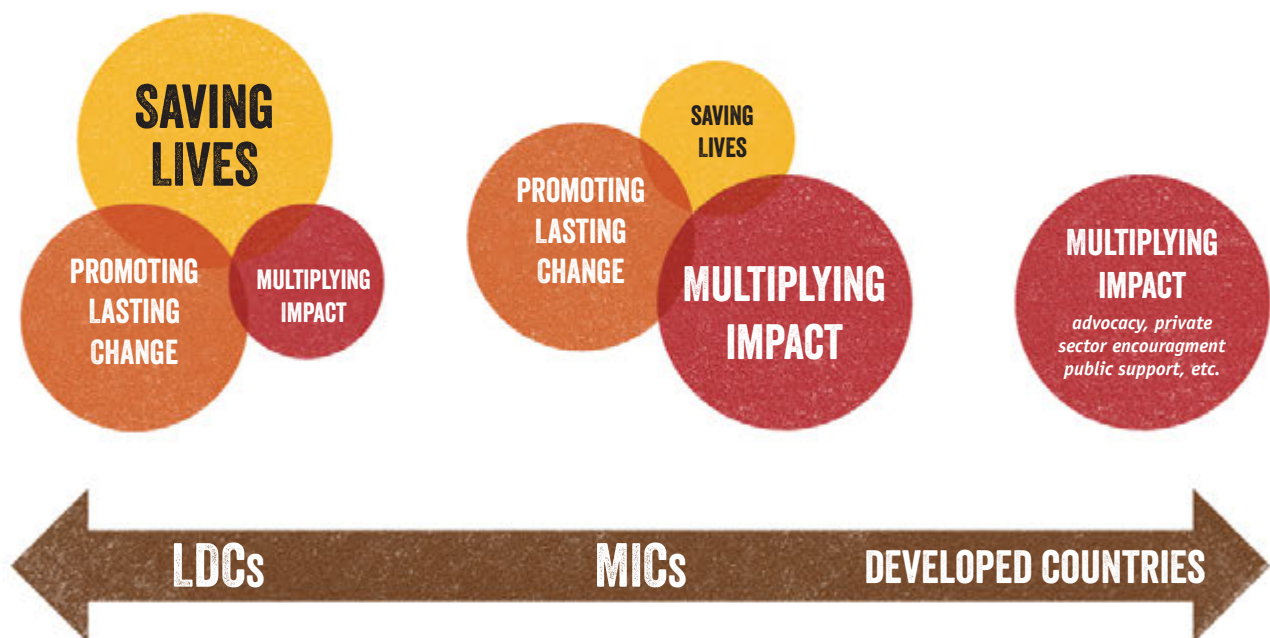 SAVING
LIVES
PROMOTING
LASTING
CHANGE
MULTIPLYING
IMPACT
SAVING
LIVES
PROMOTING
LASTING
CHANGE
MULTIPLYING
IMPACT
MULTIPLYING
IMPACT
advocacy, private
sector encouragment
public support, etc.
LDCs
MICs
DEVELOPED COUNTRIES